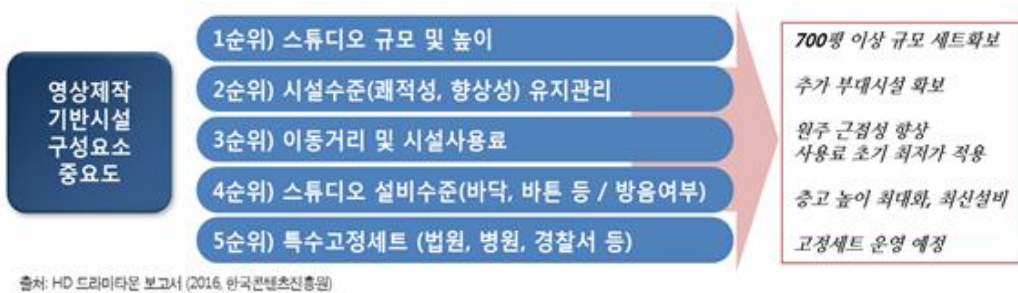 영상제작
기반시설
구성요소
중요도
1순위) 스튜디오 규모 및 높이
2순위) 시설수준(쾌적성, 향상성) 유지관리
3순위) 이동거리 및 시설사용료
4순위) 스튜디오 설비수준(바닥, 바튼 등 / 방음여부)
5순위) 특수고정세트 (법원, 병원, 경찰서 등)
700평 이상 규모 세트확보
추가 부대시설 확보
원주 근접성 향상
사용료 초기 최저가 적용
층고 높이 최대화, 최신설비
고정세트 운영 예정
출처: HD 드라마타운 보고서 (2016, 한국콘텐츠진흥원)